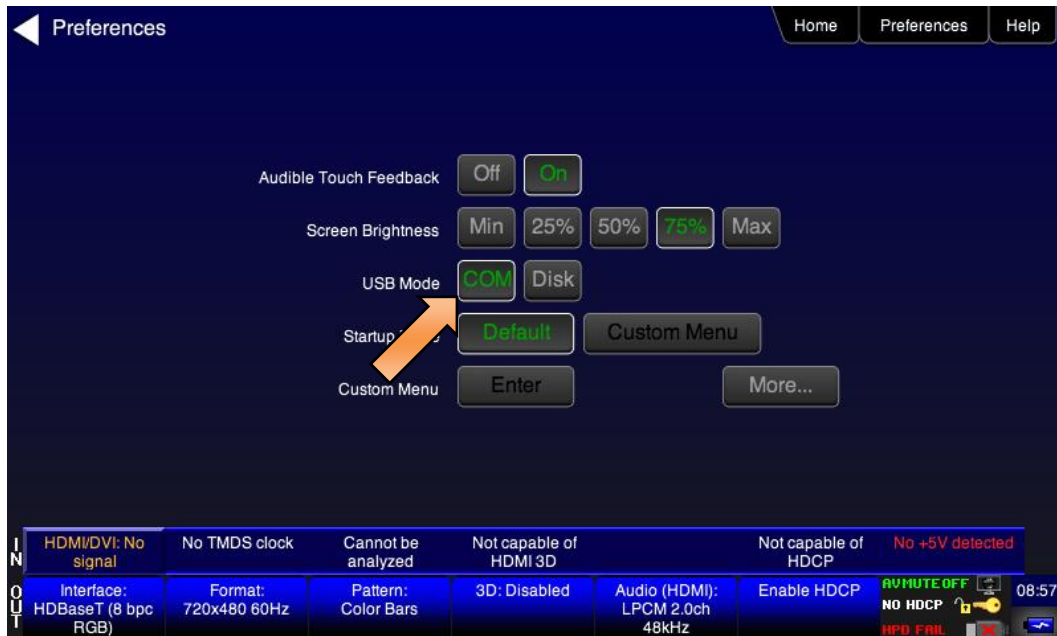 Preferences
Home
Preferences
Help
Audible Touch Feedback
Off
On
Screen Brightness
Min
25%
50%
75%
Max
USB Mode
COM
Disk
Startup
Default
Custom Menu
Custom Menu
Enter
More...
IN
HDMI/DVI: No
signal
No TMDS clock
Cannot be
analyzed
Not capable of
HDMI 3D
Not capable of
HDCP
No +5V detected
OUT
Interface:
HDBaseT (8 bpc
RGB)
Format:
720x480 60Hz
Pattern:
Color Bars
3D: Disabled
Audio (HDMI):
LPCM 2.0ch
48kHz
Enable HDCP
AVMUTE OFF
NO HDCP
HPD FAIL
08:57